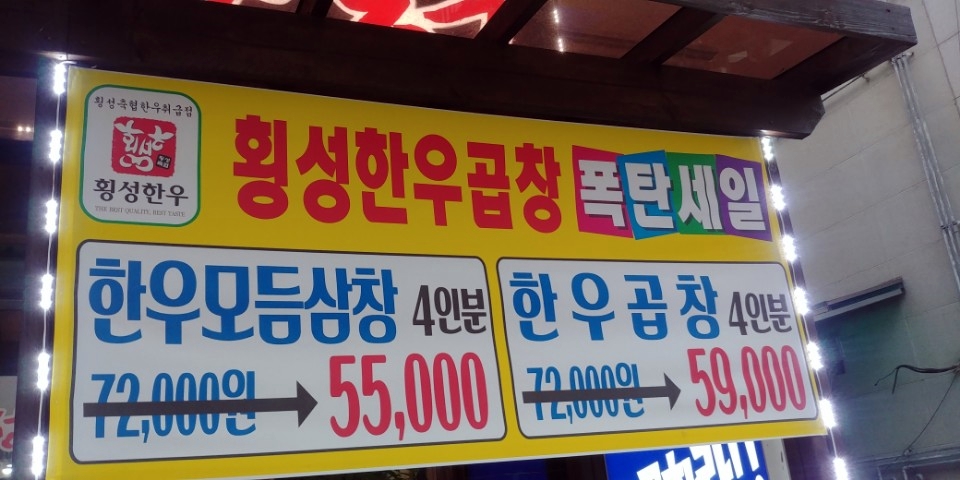 횡성축협한우취급점
횡성
횡성한우
THE BEST QUALITY, BEST TASTE
횡성한우곱창 폭탄세일
한우모듬삼창 4인분
72,000원 → 55,000
한우곱창 4인분
72,000원 → 59,000